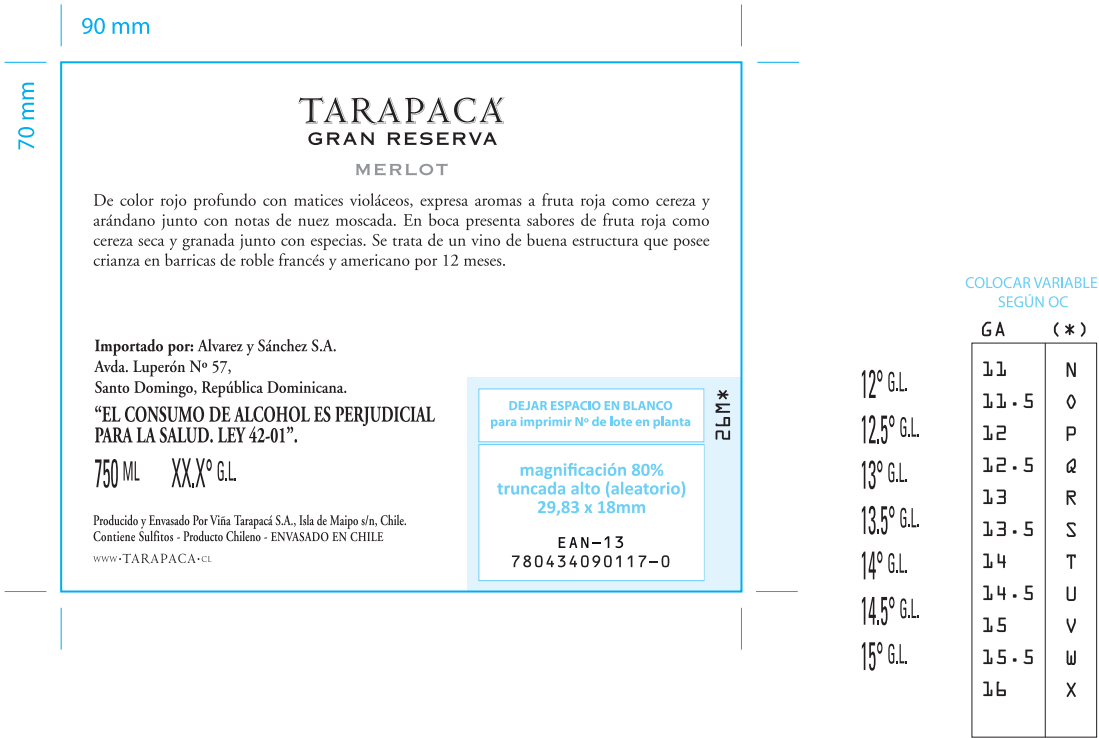 90 mm
70 mm
TARAPACÁ
GRAN RESERVA
MERLOT
De color rojo profundo con matices violáceos, expresa aromas a fruta roja como cereza y
arándano junto con notas de nuez moscada. En boca presenta sabores de fruta roja como
cereza seca y granada junto con especias. Se trata de un vino de buena estructura que posee
crianza en barricas de roble francés y americano por 12 meses.
Importado por: Alvarez y Sánchez S.A.
Avda. Luperón Nº 57,
Santo Domingo, República Dominicana.
“EL CONSUMO DE ALCOHOL ES PERJUDICIAL
PARA LA SALUD. LEY 42-01”.
750 ML XX.X° G.L.
Producido y Envasado Por Viña Tarapacá S.A., Isla de Maipo s/n, Chile.
Contiene Sulfitos - Producto Chileno - ENVASADO EN CHILE
WWW·TARAPACA·CL
DEJAR ESPACIO EN BLANCO
para imprimir Nº de lote en planta
26M*
magnificación 80%
truncada alto (aleatorio)
29,83 x 18mm
EAN-13
780434090117-0
12° G.L.
12.5° G.L.
13° G.L.
13.5° G.L.
14° G.L.
14.5° G.L.
15° G.L.
COLOCAR VARIABLE
SEGÚN OC
GA (*)
11 N
11.5 O
12 P
12.5 Q
13 R
13.5 S
14 T
14.5 U
15 V
15.5 W
16 X